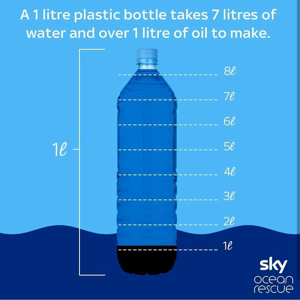 A 1 litre plastic bottle takes 7 litres of
water and over 1 litre of oil to make.
8ℓ
7ℓ
6ℓ
5ℓ
4ℓ
3ℓ
2ℓ
1ℓ
1ℓ
sky
ocean
rescue